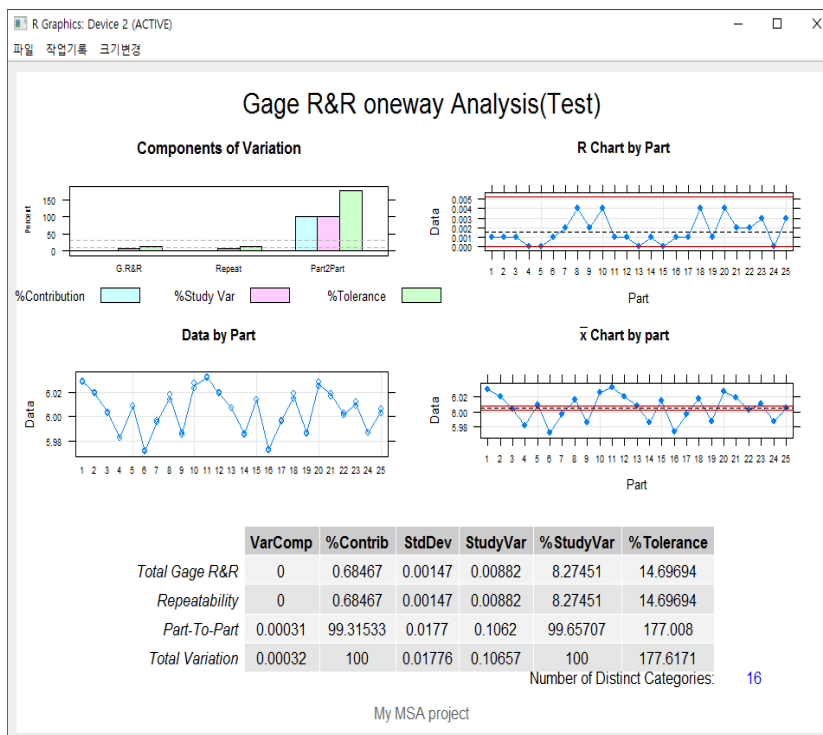 R Graphics: Device 2 (ACTIVE)
파일 작업기록 크기변경
Gage R&R oneway Analysis(Test)
Components of Variation
Percent
150
100
50
0
G.R&R Repeat Part2Part
%Contribution %Study Var %Tolerance
R Chart by Part
Data
0.005
0.004
0.003
0.002
0.001
0.000
1 2 3 4 5 6 7 8 9 10 11 12 13 14 15 16 17 18 19 20 21 22 23 24 25
Part
Data by Part
Data
6.02
6.00
5.98
1 2 3 4 5 6 7 8 9 10 11 12 13 14 15 16 17 18 19 20 21 22 23 24 25
x̄ Chart by part
Data
6.02
6.00
5.98
1 2 3 4 5 6 7 8 9 10 11 12 13 14 15 16 17 18 19 20 21 22 23 24 25
Part
VarComp %Contrib StdDev StudyVar %StudyVar %Tolerance
Total Gage R&R 0 0.68467 0.00147 0.00882 8.27451 14.69694
Repeatability 0 0.68467 0.00147 0.00882 8.27451 14.69694
Part-To-Part 0.00031 99.31533 0.0177 0.1062 99.65707 177.008
Total Variation 0.00032 100 0.01776 0.10657 100 177.6171
Number of Distinct Categories: 16
My MSA project